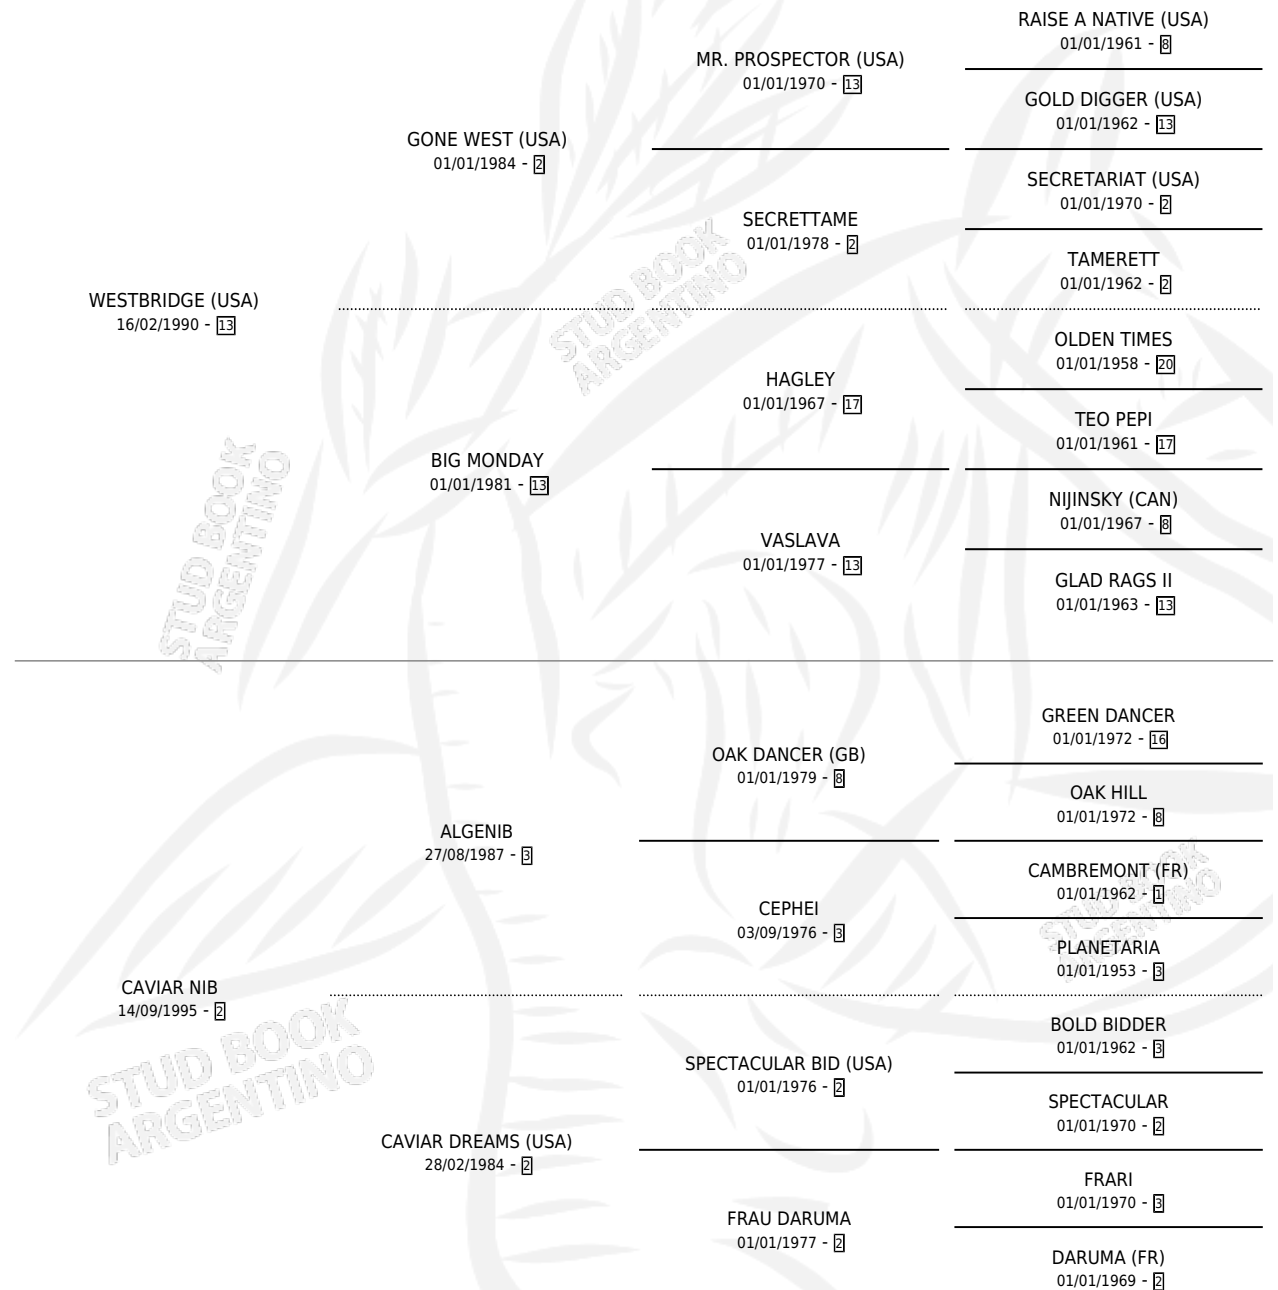 RAISE A NATIVE (USA)
01/01/1961 - 8
MR. PROSPECTOR (USA)
01/01/1970 - 13
GOLD DIGGER (USA)
01/01/1962 - 13
GONE WEST (USA)
01/01/1984 - 2
SECRETARIAT (USA)
01/01/1970 - 2
SECRETTAME
01/01/1978 - 2
TAMERETT
01/01/1962 - 2
WESTBRIDGE (USA)
16/02/1990 - 13
OLDEN TIMES
01/01/1958 - 20
HAGLEY
01/01/1967 - 17
TEO PEPI
01/01/1961 - 17
BIG MONDAY
01/01/1981 - 13
NIJINSKY (CAN)
01/01/1967 - 8
VASLAVA
01/01/1977 - 13
GLAD RAGS II
01/01/1963 - 13
GREEN DANCER
01/01/1972 - 16
OAK DANCER (GB)
01/01/1979 - 8
OAK HILL
01/01/1972 - 8
ALGENIB
27/08/1987 - 3
CAMBREMONT (FR)
01/01/1962 - 1
CEPHEI
03/09/1976 - 3
PLANETARIA
01/01/1953 - 3
CAVIAR NIB
14/09/1995 - 2
BOLD BIDDER
01/01/1962 - 3
SPECTACULAR BID (USA)
01/01/1976 - 2
SPECTACULAR
01/01/1970 - 2
CAVIAR DREAMS (USA)
28/02/1984 - 2
FRARI
01/01/1970 - 3
FRAU DARUMA
01/01/1977 - 2
DARUMA (FR)
01/01/1969 - 2
STUD BOOK
ARGENTINO
STUD BOOK
ARGENTINO
STUD BOOK
ARGENTINO
STUD BOOK
ARGENTINO